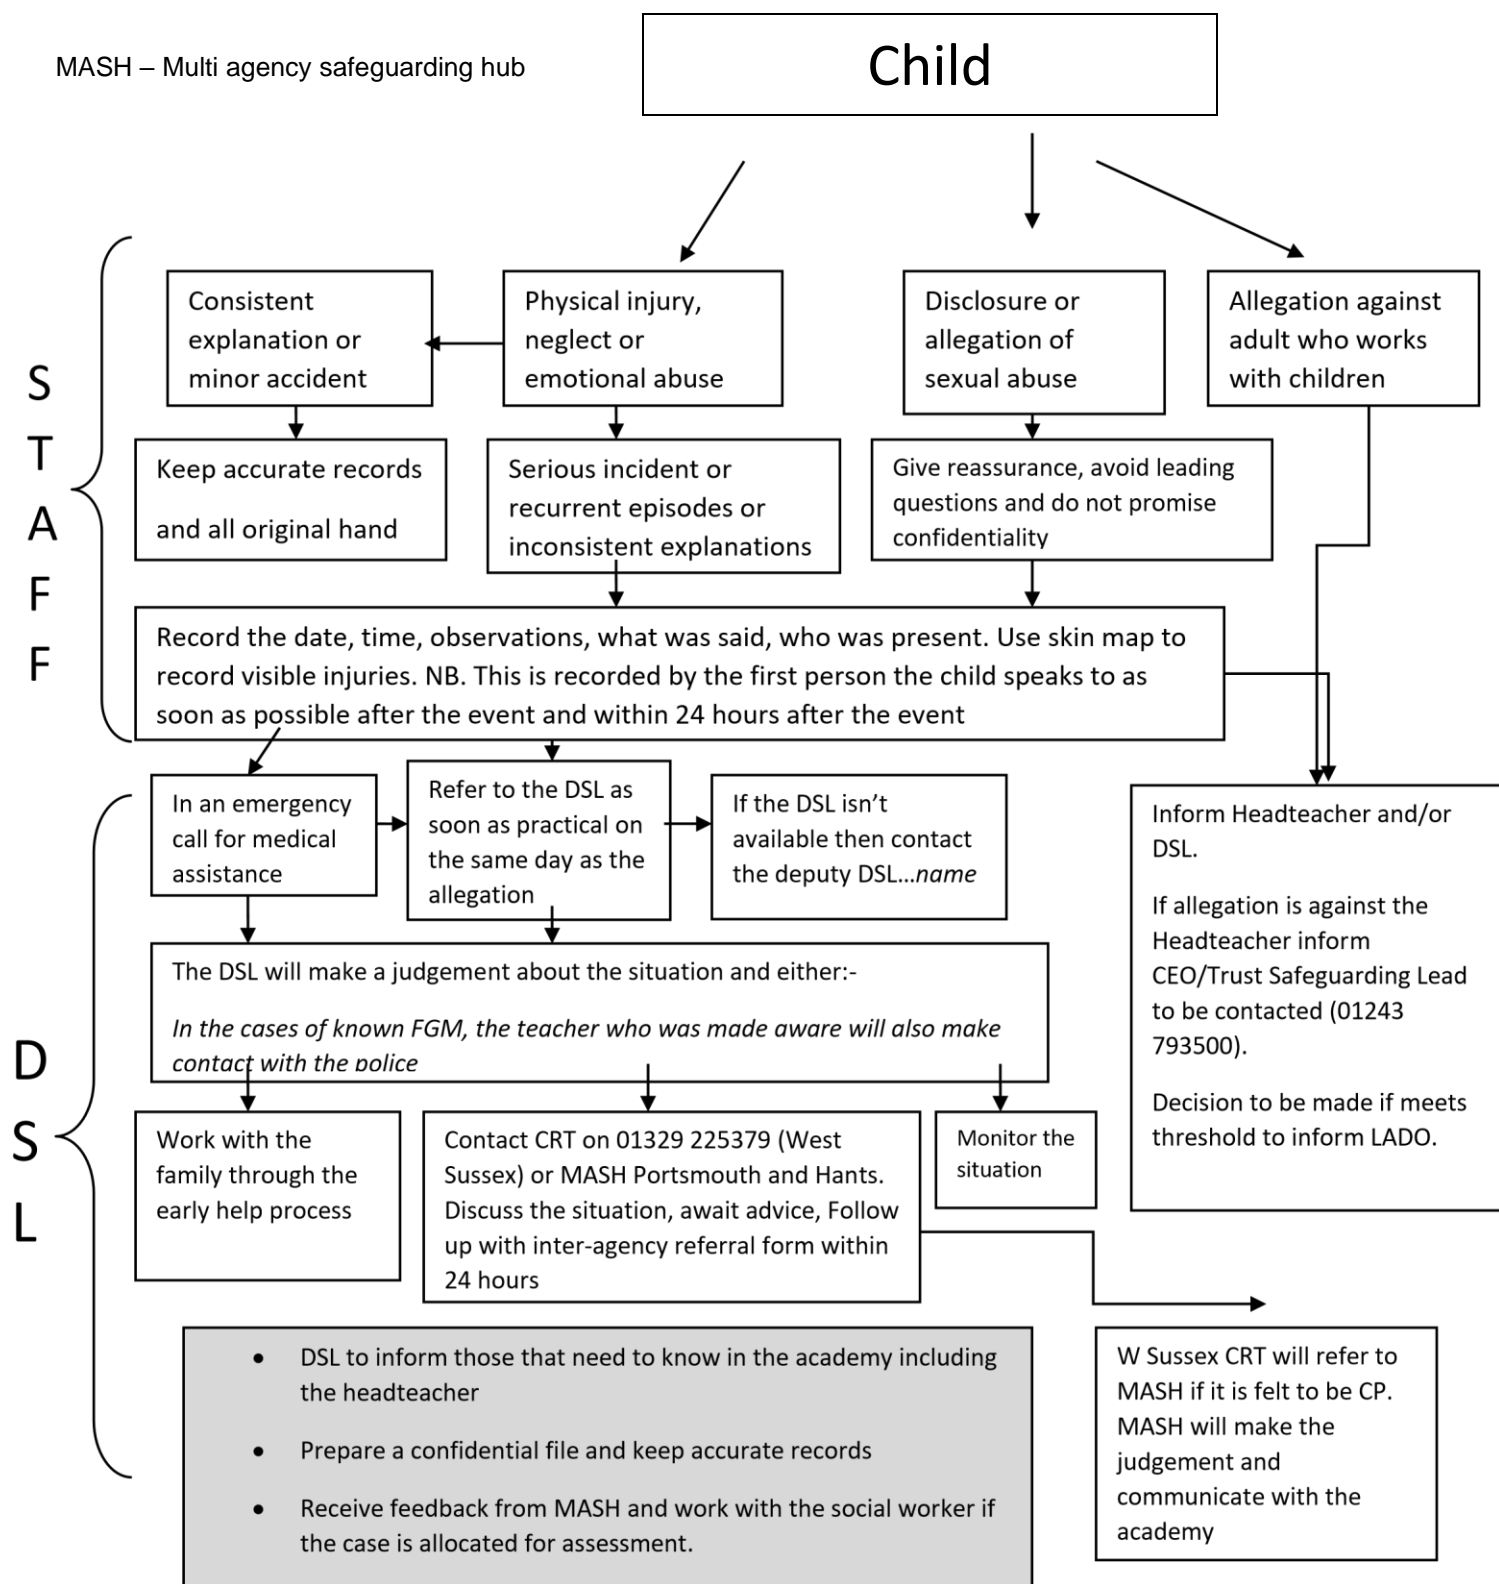 MASH – Multi agency safeguarding hub
Child
S
T
A
F
F
Consistent
explanation or
minor accident
Physical injury,
neglect or
emotional abuse
Disclosure or
allegation of
sexual abuse
Allegation against
adult who works
with children
Keep accurate records
and all original hand
Serious incident or
recurrent episodes or
inconsistent explanations
Give reassurance, avoid leading
questions and do not promise
confidentiality
Record the date, time, observations, what was said, who was present. Use skin map to
record visible injuries. NB. This is recorded by the first person the child speaks to as
soon as possible after the event and within 24 hours after the event
D
S
L
In an emergency
call for medical
assistance
Refer to the DSL as
soon as practical on
the same day as the
allegation
If the DSL isn’t
available then contact
the deputy DSL...name
Inform Headteacher and/or
DSL.
If allegation is against the
Headteacher inform
CEO/Trust Safeguarding Lead
to be contacted (01243
793500).
Decision to be made if meets
threshold to inform LADO.
The DSL will make a judgement about the situation and either:-
In the cases of known FGM, the teacher who was made aware will also make
contact with the police
Work with the
family through the
early help process
Contact CRT on 01329 225379 (West
Sussex) or MASH Portsmouth and Hants.
Discuss the situation, await advice, Follow
up with inter-agency referral form within
24 hours
Monitor the
situation
• DSL to inform those that need to know in the academy including
the headteacher
• Prepare a confidential file and keep accurate records
• Receive feedback from MASH and work with the social worker if
the case is allocated for assessment.
W Sussex CRT will refer to
MASH if it is felt to be CP.
MASH will make the
judgement and
communicate with the
academy